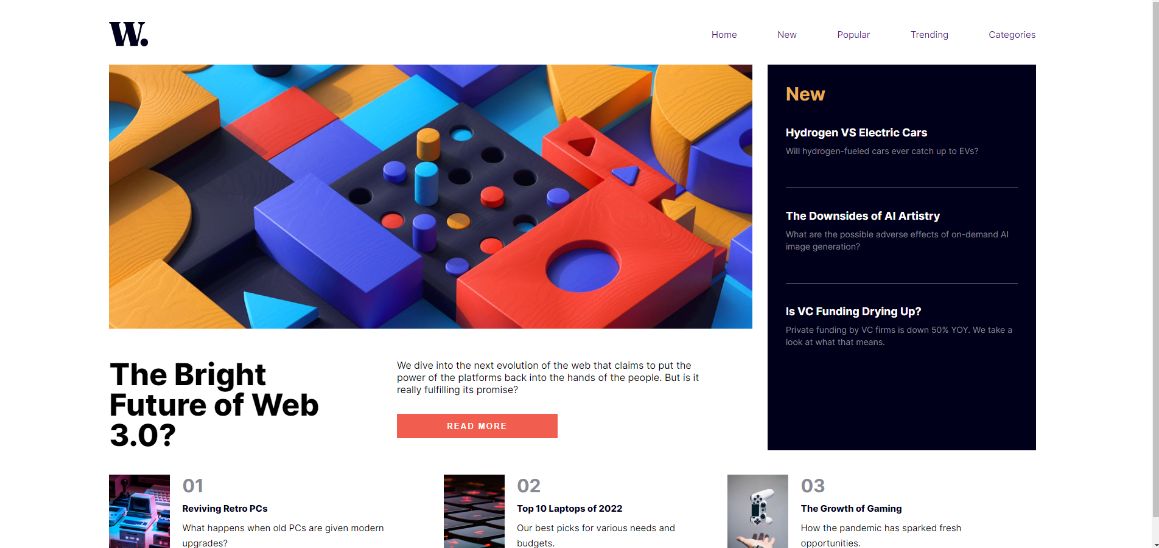 W.
Home New Popular Trending Categories
New
Hydrogen VS Electric Cars
Will hydrogen-fueled cars ever catch up to EVs?
The Downsides of AI Artistry
What are the possible adverse effects of on-demand AI
image generation?
Is VC Funding Drying Up?
Private funding by VC firms is down 50% YOY. We take a
look at what that means.
The Bright
Future of Web
3.0?
We dive into the next evolution of the web that claims to put the
power of the platforms back into the hands of the people. But is it
really fulfilling its promise?
READ MORE
01
Reviving Retro PCs
What happens when old PCs are given modern
upgrades?
02
Top 10 Laptops of 2022
Our best picks for various needs and
budgets.
03
The Growth of Gaming
How the pandemic has sparked fresh
opportunities.